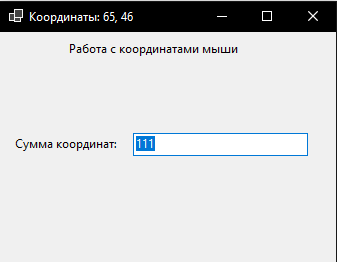 Координаты: 65, 46
Работа с координатами мыши
Сумма координат: 111